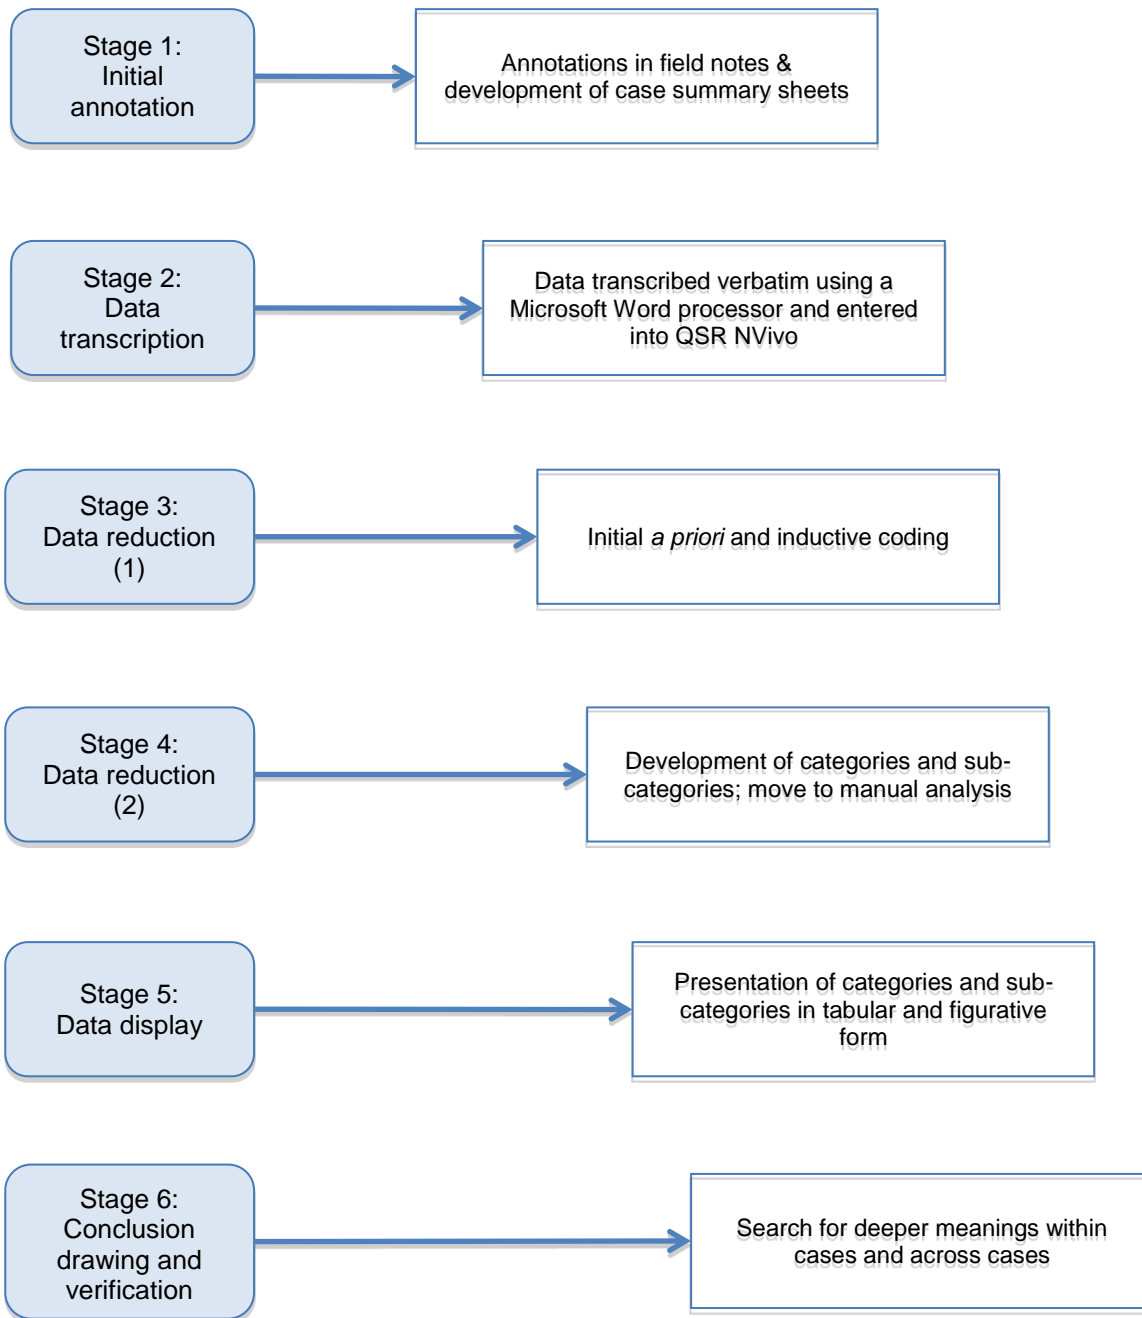 Stage 1:
Initial
annotation
Annotations in field notes &
development of case summary sheets
Stage 2:
Data
transcription
Data transcribed verbatim using a
Microsoft Word processor and entered
into QSR NVivo
Stage 3:
Data reduction
(1)
Initial a priori and inductive coding
Stage 4:
Data reduction
(2)
Development of categories and sub-
categories; move to manual analysis
Stage 5:
Data display
Presentation of categories and sub-
categories in tabular and figurative
form
Stage 6:
Conclusion
drawing and
verification
Search for deeper meanings within
cases and across cases